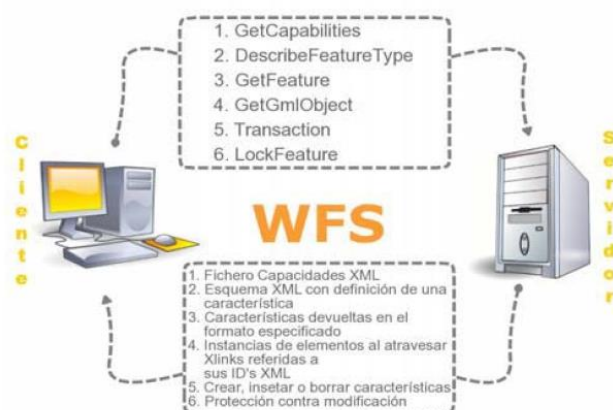 1. GetCapabilities
2. DescribeFeatureType
3. GetFeature
4. GetGmlObject
5. Transaction
6. LockFeature
Cliente
WFS
Servidor
1. Fichero Capacidades XML
2. Esquema XML con definición de una
característica
3. Características devueltas en el
formato especificado
4. Instancias de elementos al atravesar
Xlinks referidas a
sus ID's XML
5. Crear, insetar o borrar características
6. Protección contra modificación